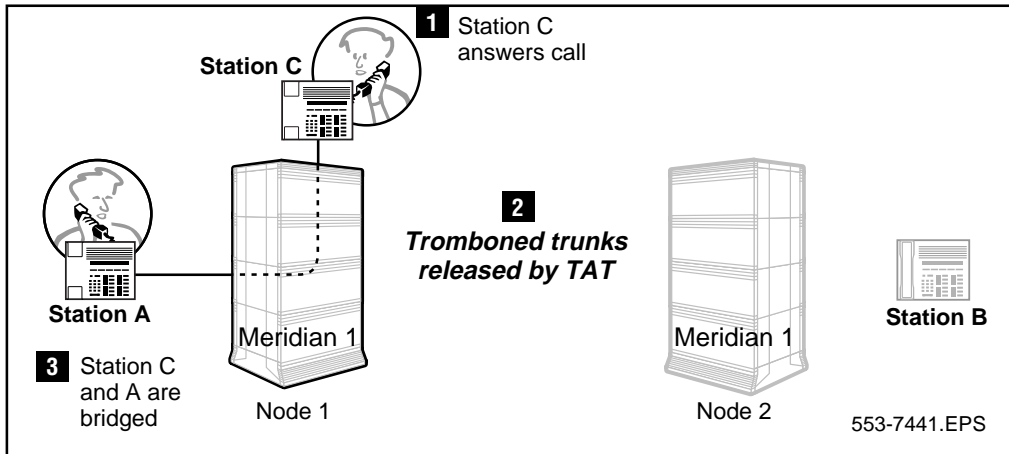 1 Station C
answers call
Station C
2
Tromboned trunks
released by TAT
Station A
Station B
Meridian 1
Meridian 1
3 Station C
and A are
bridged
Node 1
Node 2
553-7441.EPS